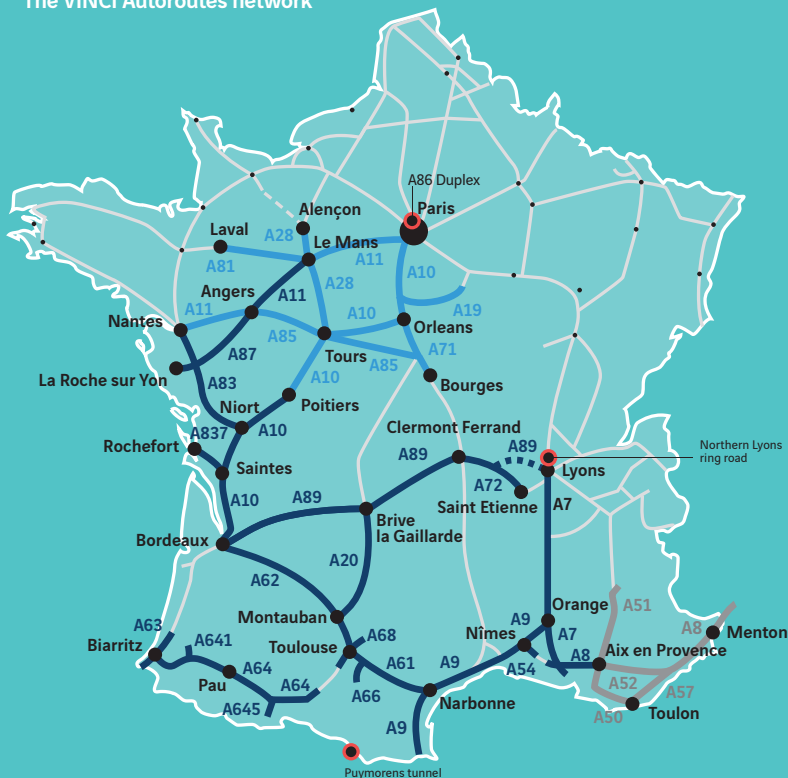 The VINCI Autoroutes network
A86 Duplex
Paris
Alençon
Laval
A28
Le Mans
A81
A11
A10
A28
Angers
A11
A19
A11
Nantes
A10
Orleans
A85
A87
Tours
A71
A85
La Roche sur Yon
A83
A10
Bourges
Niort
Poitiers
Clermont Ferrand
A837
A10
Rochefort
A89
A89
Northern Lyons
ring road
Saintes
Lyons
A72
A10
A89
Saint Etienne
A7
Brive
la Gaillarde
Bordeaux
A20
A62
Orange
A51
Montauban
A9
A63
A68
Nîmes
A7
A8
Menton
Biarritz
A641
Toulouse
A61
A9
A54
A8
Aix en Provence
A64
A64
A66
A52
A57
Pau
A645
Narbonne
A50
Toulon
A9
Puymorens tunnel